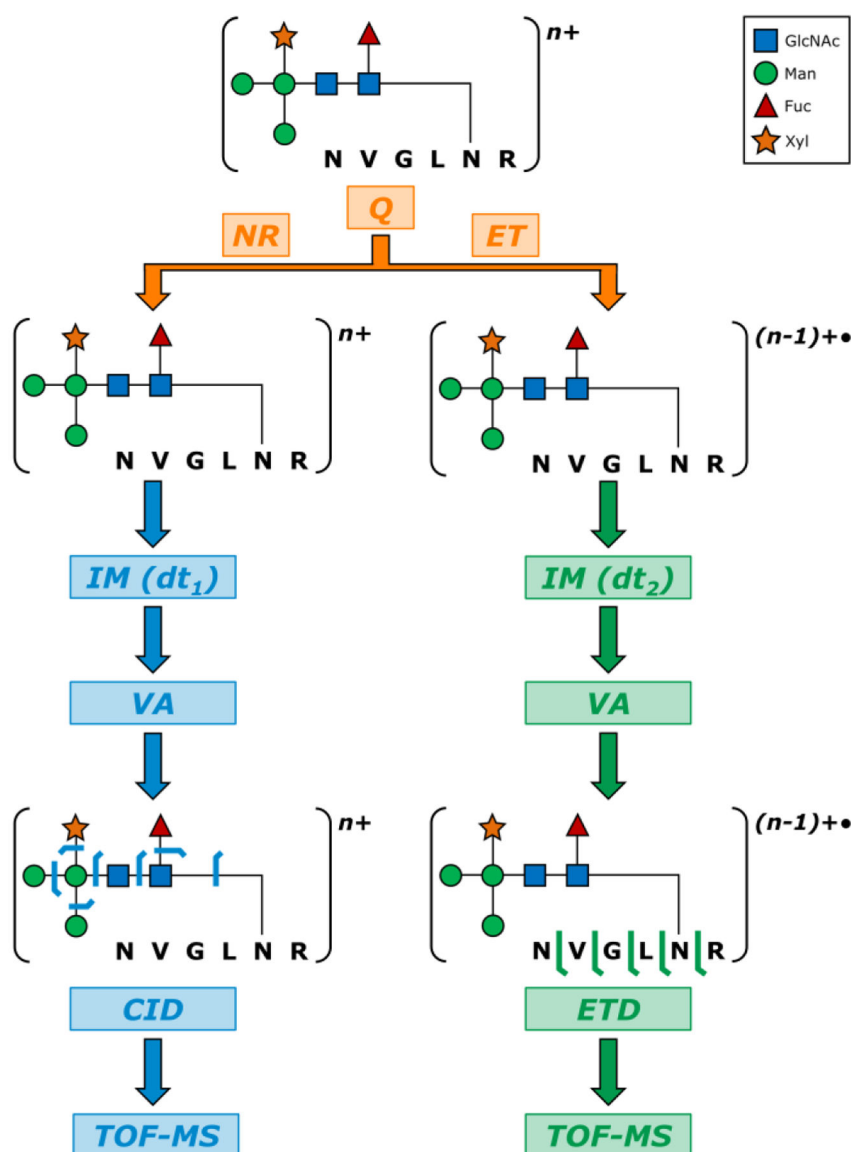 n+
GlcNAc
Man
Fuc
Xyl
N V G L N R
Q
NR
ET
n+
(n-1)+•
N V G L N R
N V G L N R
IM (dt₁)
IM (dt₂)
VA
VA
n+
(n-1)+•
N V G L N R
N V G L N R
CID
ETD
TOF-MS
TOF-MS